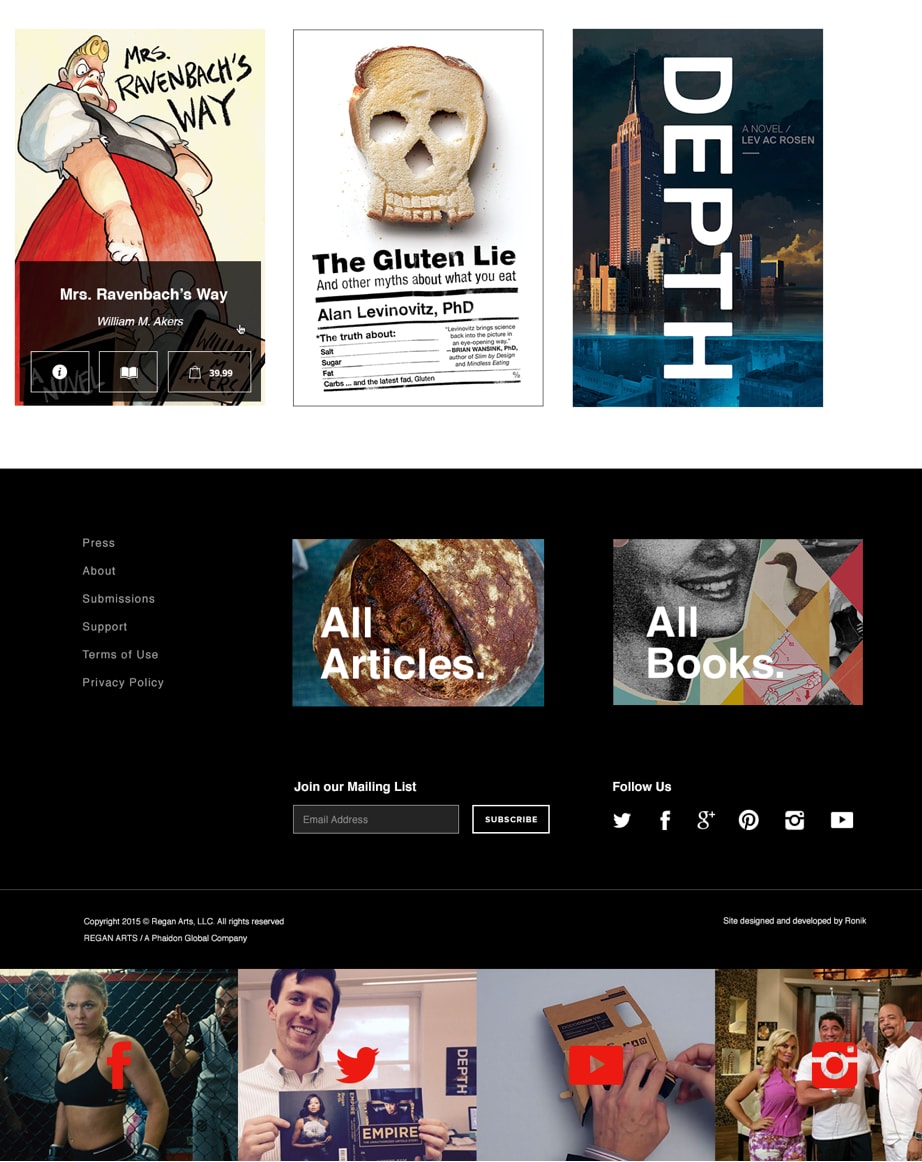 MRS.
RAVENBACH'S
WAY
Mrs. Ravenbach's Way
William M. Akers
39.99
A NOVEL
WILLIAM M.
AKERS
The Gluten Lie
And other myths about what you eat
Alan Levinovitz, PhD
*The truth about:
Salt
Sugar
Fat
Carbs ... and the latest fad, Gluten
"Levinovitz brings science
back into the picture in
an eye-opening way."
—BRIAN WANSINK, PHD,
author of Slim by Design
and Mindless Eating
%
DEPTH
A NOVEL /
LEV AC ROSEN
Press
About
Submissions
Support
Terms of Use
Privacy Policy
All
Articles.
All
Books.
Join our Mailing List
Email Address
SUBSCRIBE
Follow Us
Copyright 2015 © Regan Arts, LLC. All rights reserved
REGAN ARTS / A Phaidon Global Company
Site designed and developed by Ronik
DEPTH
EMPIRE
EMPIRE